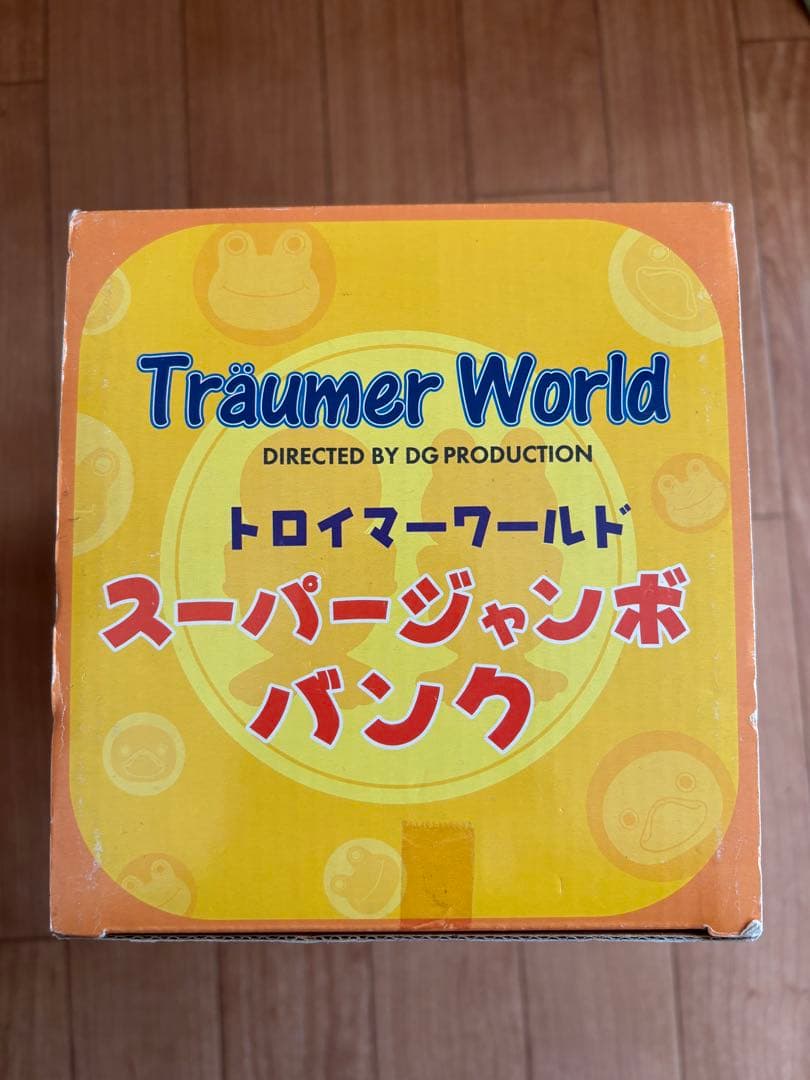 Träumer World
DIRECTED BY DG PRODUCTION
トロイマーワールド
スーパージャンボ
バンク